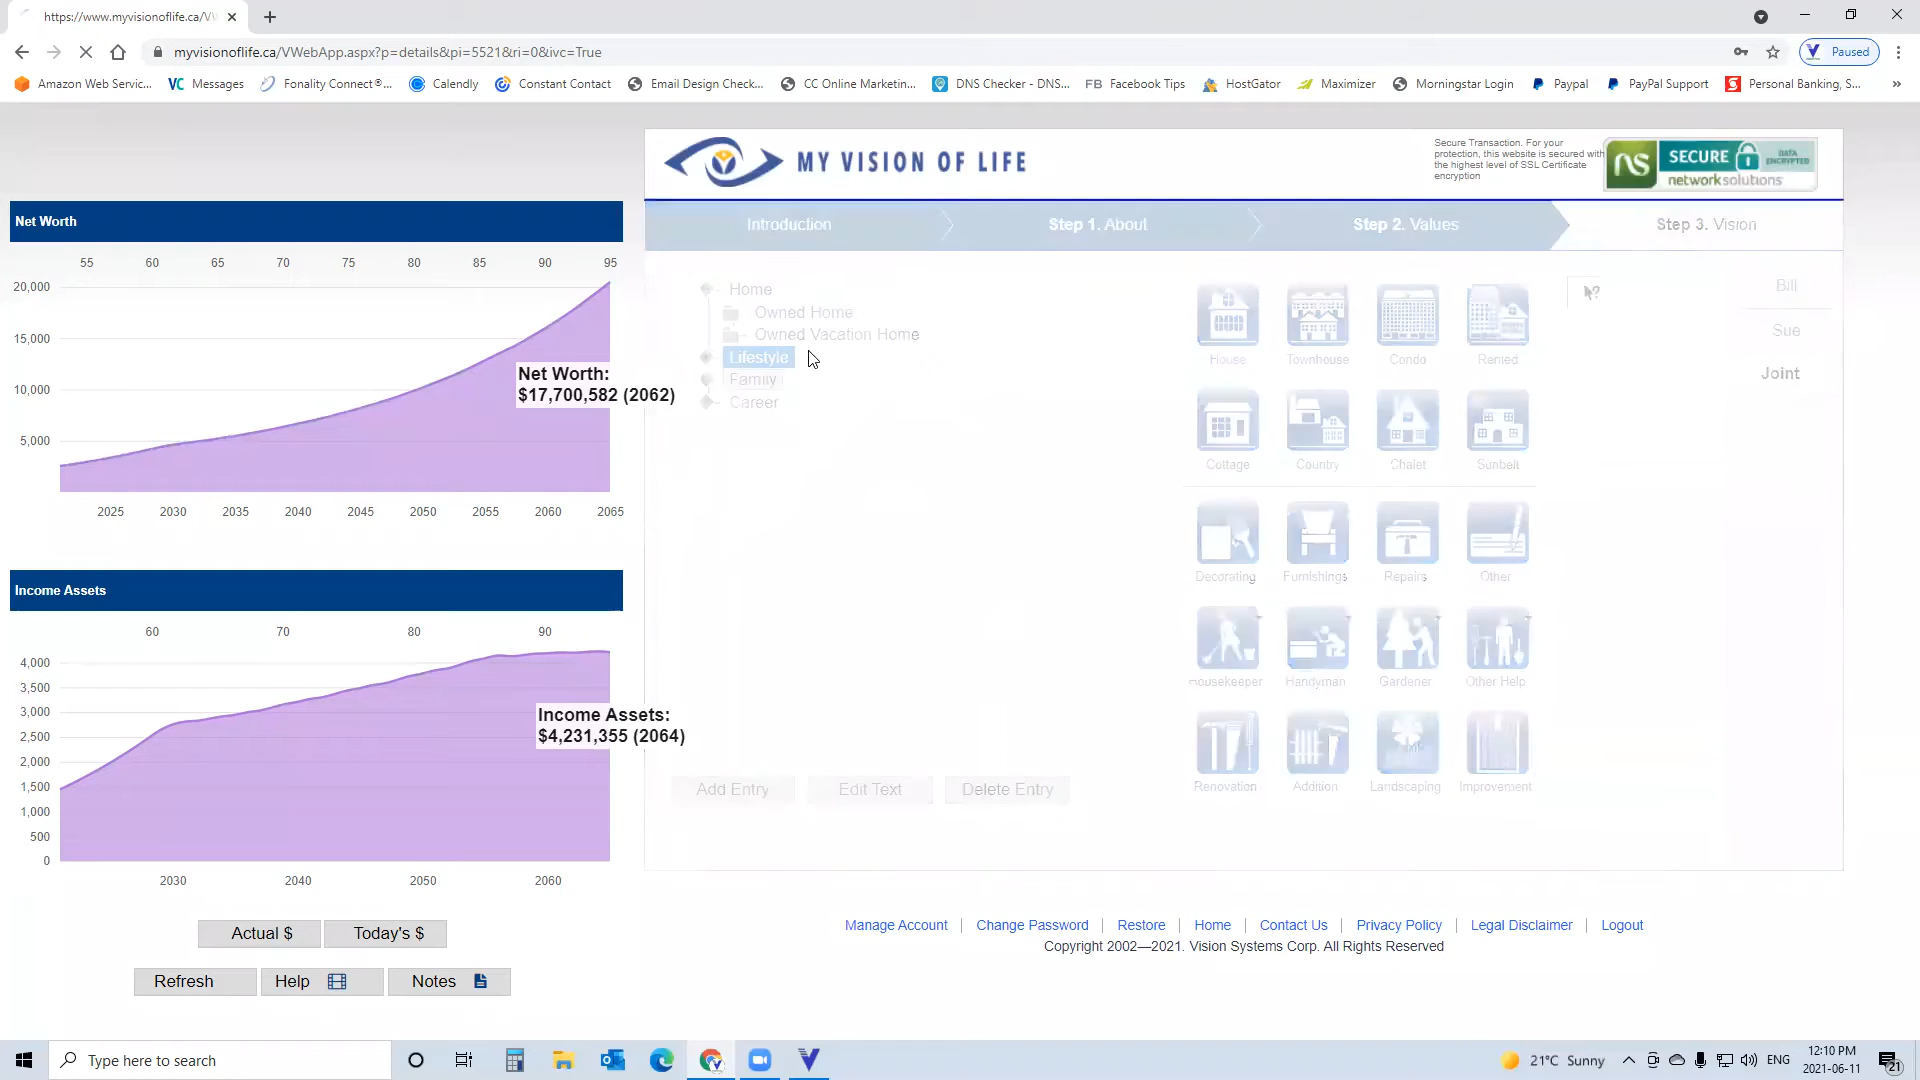 https://www.myvisionoflife.ca/VW
myvisionoflife.ca/VWebApp.aspx?p=details&pi=5521&ri=0&ivc=True
Paused
Amazon Web Servic...
VC Messages
Fonality Connect®...
Calendly
Constant Contact
Email Design Check...
CC Online Marketin...
DNS Checker - DNS...
FB Facebook Tips
HostGator
Maximizer
Morningstar Login
Paypal
PayPal Support
Personal Banking, S...
MY VISION OF LIFE
Secure Transaction. For your
protection, this website is secured with
the highest level of SSL Certificate
encryption
ns SECURE DATA ENCRYPTED
networksolutions
Introduction
Step 1. About
Step 2. Values
Step 3. Vision
Net Worth
55 60 65 70 75 80 85 90 95
20,000
15,000
10,000
5,000
Net Worth:
$17,700,582 (2062)
2025 2030 2035 2040 2045 2050 2055 2060 2065
Income Assets
60 70 80 90
4,000
3,500
3,000
2,500
2,000
1,500
1,000
500
0
Income Assets:
$4,231,355 (2064)
2030 2040 2050 2060
Actual $ Today's $
Refresh Help Notes
Home
Owned Home
Owned Vacation Home
Lifestyle
Family
Career
Add Entry Edit Text Delete Entry
House Townhouse Condo Rented
Cottage Country Chalet Sunbelt
Decorating Furnishings Repairs Other
Housekeeper Handyman Gardener Other Help
Renovation Addition Landscaping Improvement
Bill
Sue
Joint
Manage Account Change Password Restore Home Contact Us Privacy Policy Legal Disclaimer Logout
Copyright 2002—2021. Vision Systems Corp. All Rights Reserved
Type here to search
21°C Sunny
ENG
12:10 PM
2021-06-11
21